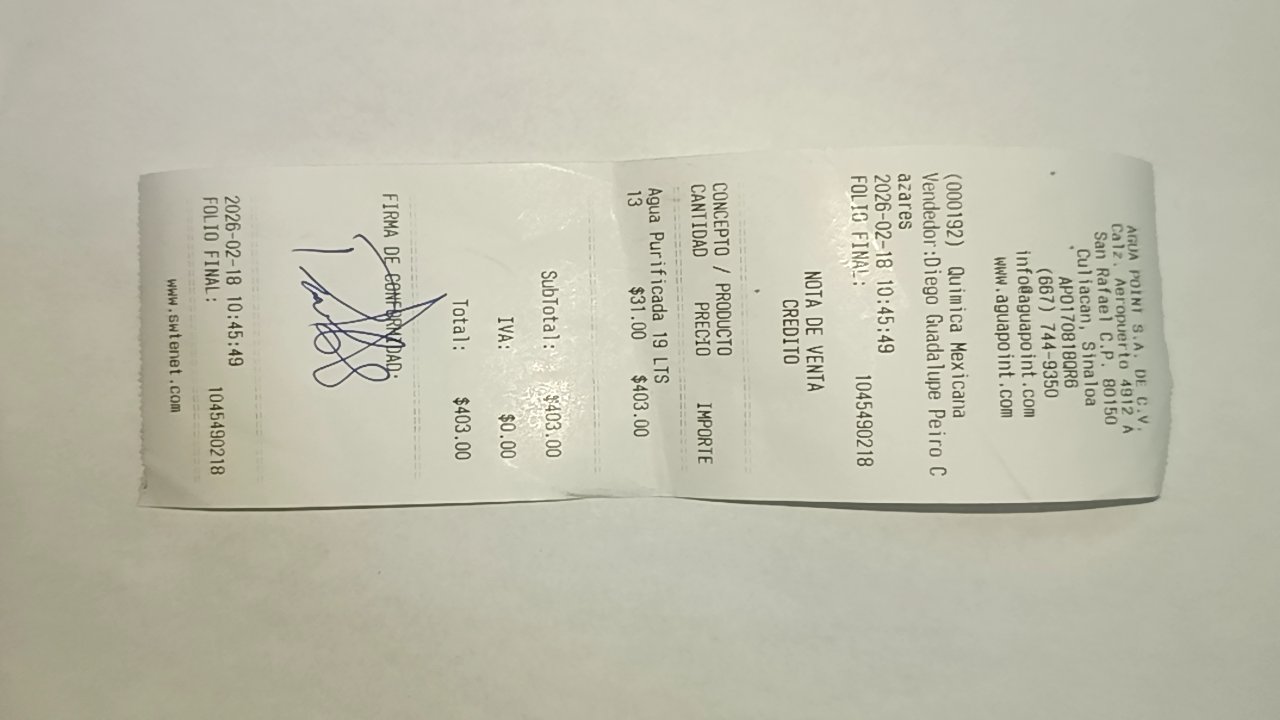 AGUA POINT S.A. DE C.V.
Calz. Aeropuerto 4912 A
San Rafael C.P. 80150
Culiacan, Sinaloa
APO170818QR6
(667) 744-9350
info@aguapoint.com
www.aguapoint.com
(000192) Quimica Mexicana
Vendedor:Diego Guadalupe Peiro C
azares
2026-02-18 10:45:49
FOLIO FINAL: 1045490218
NOTA DE VENTA
CREDITO
CONCEPTO / PRODUCTO
CANTIDAD PRECIO IMPORTE
Agua Purificada 19 LTS
13 $31.00 $403.00
SubTotal: $403.00
IVA: $0.00
Total: $403.00
FIRMA DE CONFORMIDAD:
2026-02-18 10:45:49
FOLIO FINAL: 1045490218
www.swtenet.com